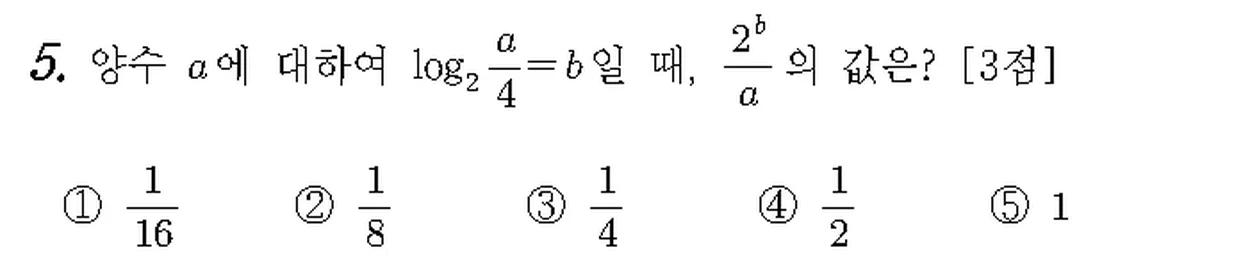 5. 양수 a에 대하여 log₂ a/4 = b일 때, 2^b/a의 값은? [3점]
① 1/16 ② 1/8 ③ 1/4 ④ 1/2 ⑤ 1